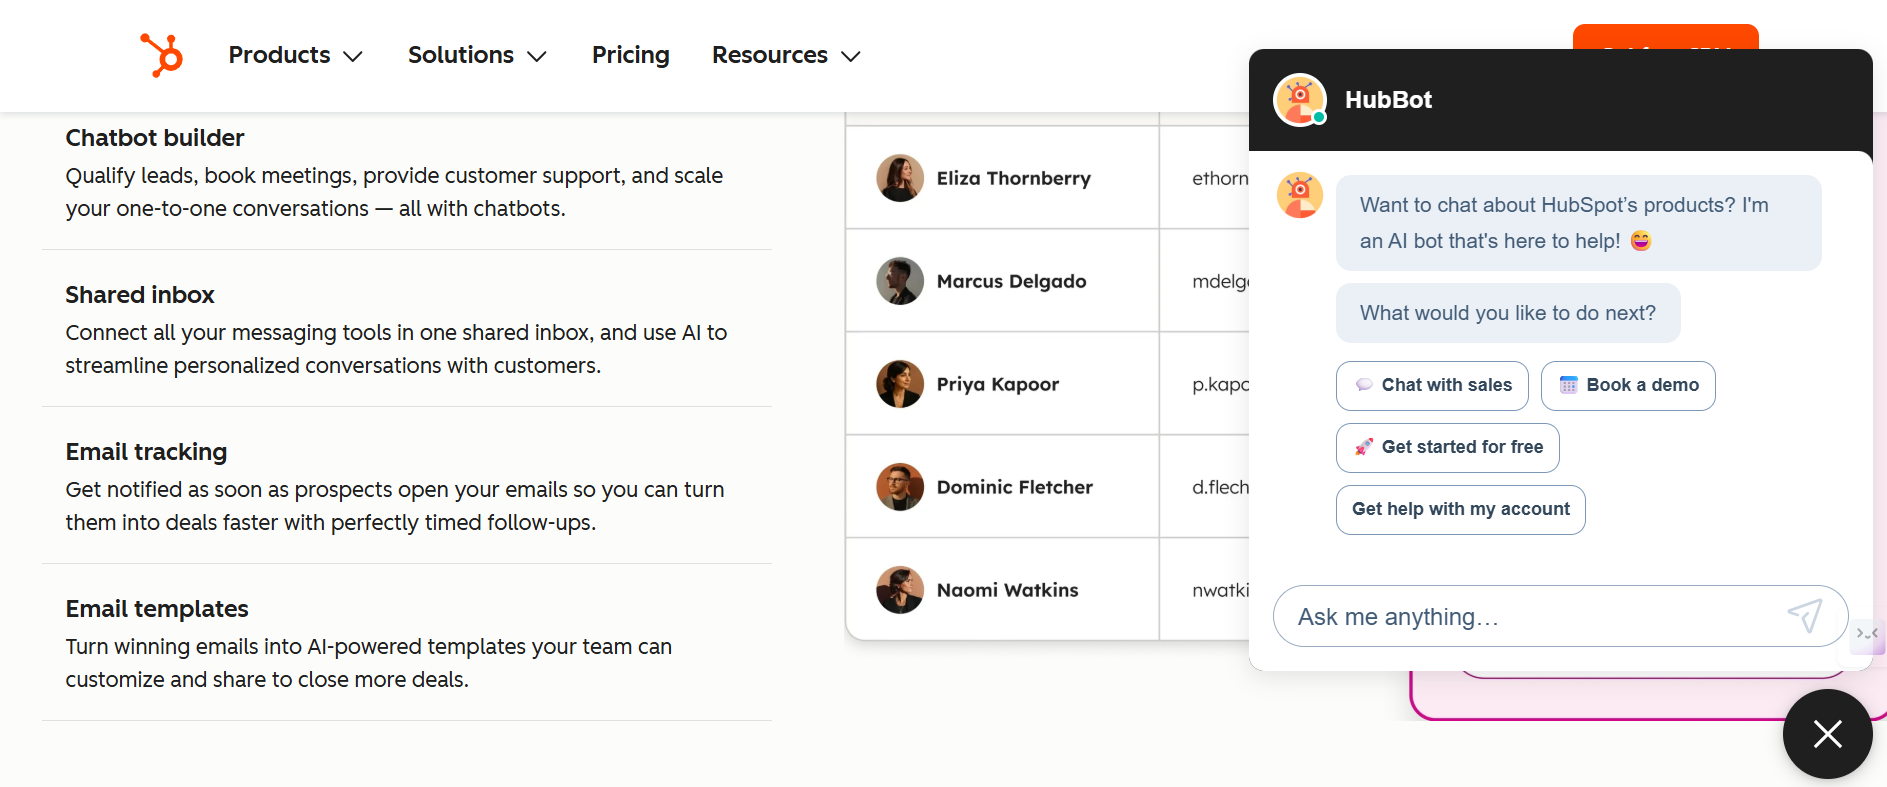 Products
Solutions
Pricing
Resources
Chatbot builder
Qualify leads, book meetings, provide customer support, and scale
your one-to-one conversations — all with chatbots.
Shared inbox
Connect all your messaging tools in one shared inbox, and use AI to
streamline personalized conversations with customers.
Email tracking
Get notified as soon as prospects open your emails so you can turn
them into deals faster with perfectly timed follow-ups.
Email templates
Turn winning emails into AI-powered templates your team can
customize and share to close more deals.
Eliza Thornberry
ethorn
Marcus Delgado
mdelg
Priya Kapoor
p.kapo
Dominic Fletcher
d.flech
Naomi Watkins
nwatki
HubBot
Want to chat about HubSpot’s products? I'm
an AI bot that's here to help! 😄
What would you like to do next?
💬 Chat with sales
📅 Book a demo
🚀 Get started for free
Get help with my account
Ask me anything…